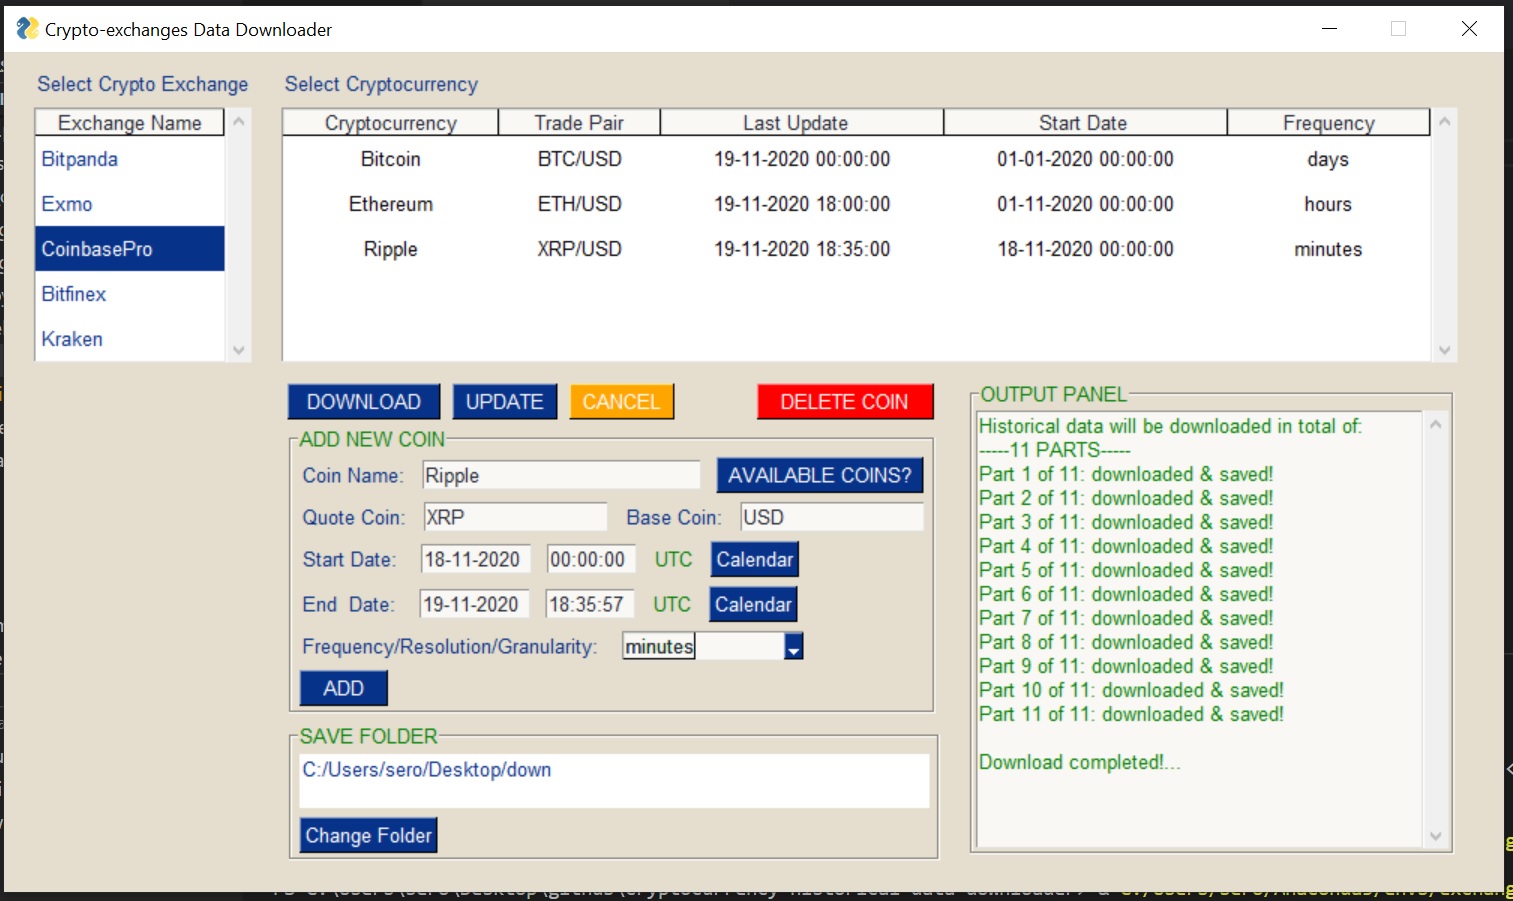 Crypto-exchanges Data Downloader
Select Crypto Exchange
Select Cryptocurrency
Exchange Name
Bitpanda
Exmo
CoinbasePro
Bitfinex
Kraken
Cryptocurrency Trade Pair Last Update Start Date Frequency
Bitcoin BTC/USD 19-11-2020 00:00:00 01-01-2020 00:00:00 days
Ethereum ETH/USD 19-11-2020 18:00:00 01-11-2020 00:00:00 hours
Ripple XRP/USD 19-11-2020 18:35:00 18-11-2020 00:00:00 minutes
DOWNLOAD UPDATE CANCEL DELETE COIN
ADD NEW COIN
Coin Name: Ripple AVAILABLE COINS?
Quote Coin: XRP Base Coin: USD
Start Date: 18-11-2020 00:00:00 UTC Calendar
End Date: 19-11-2020 18:35:57 UTC Calendar
Frequency/Resolution/Granularity: minutes
ADD
SAVE FOLDER
C:/Users/sero/Desktop/down
Change Folder
OUTPUT PANEL
Historical data will be downloaded in total of:
-----11 PARTS-----
Part 1 of 11: downloaded & saved!
Part 2 of 11: downloaded & saved!
Part 3 of 11: downloaded & saved!
Part 4 of 11: downloaded & saved!
Part 5 of 11: downloaded & saved!
Part 6 of 11: downloaded & saved!
Part 7 of 11: downloaded & saved!
Part 8 of 11: downloaded & saved!
Part 9 of 11: downloaded & saved!
Part 10 of 11: downloaded & saved!
Part 11 of 11: downloaded & saved!
Download completed!...